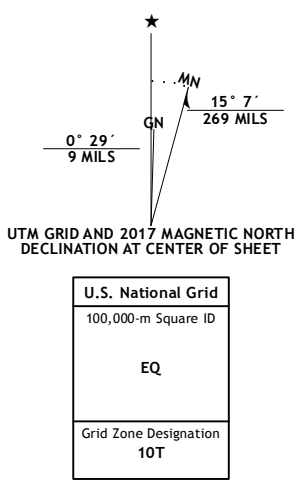 ★
MN
15° 7´
269 MILS
GN
0° 29´
9 MILS
UTM GRID AND 2017 MAGNETIC NORTH
DECLINATION AT CENTER OF SHEET
U.S. National Grid
100,000-m Square ID
EQ
Grid Zone Designation
10T